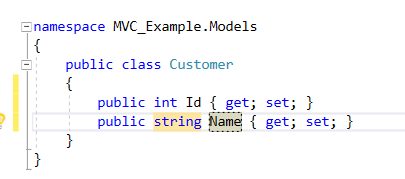 namespace MVC_Example.Models
{
    public class Customer
    {
        public int Id { get; set; }
        public string Name { get; set; }
    }
}